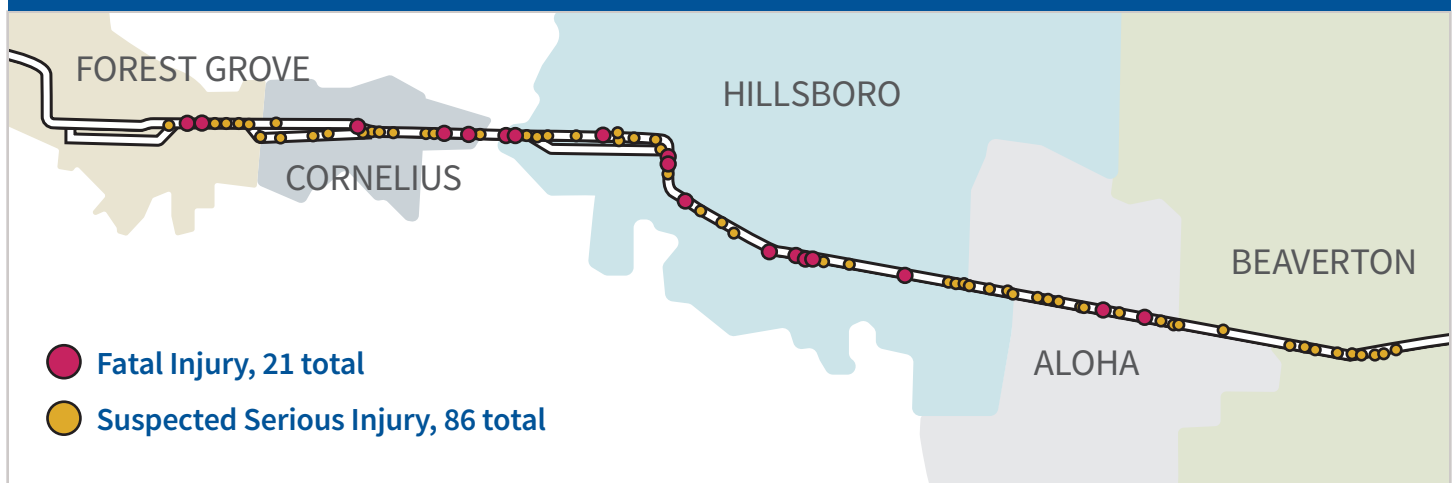 FOREST GROVE
HILLSBORO
CORNELIUS
BEAVERTON
ALOHA
Fatal Injury, 21 total
Suspected Serious Injury, 86 total